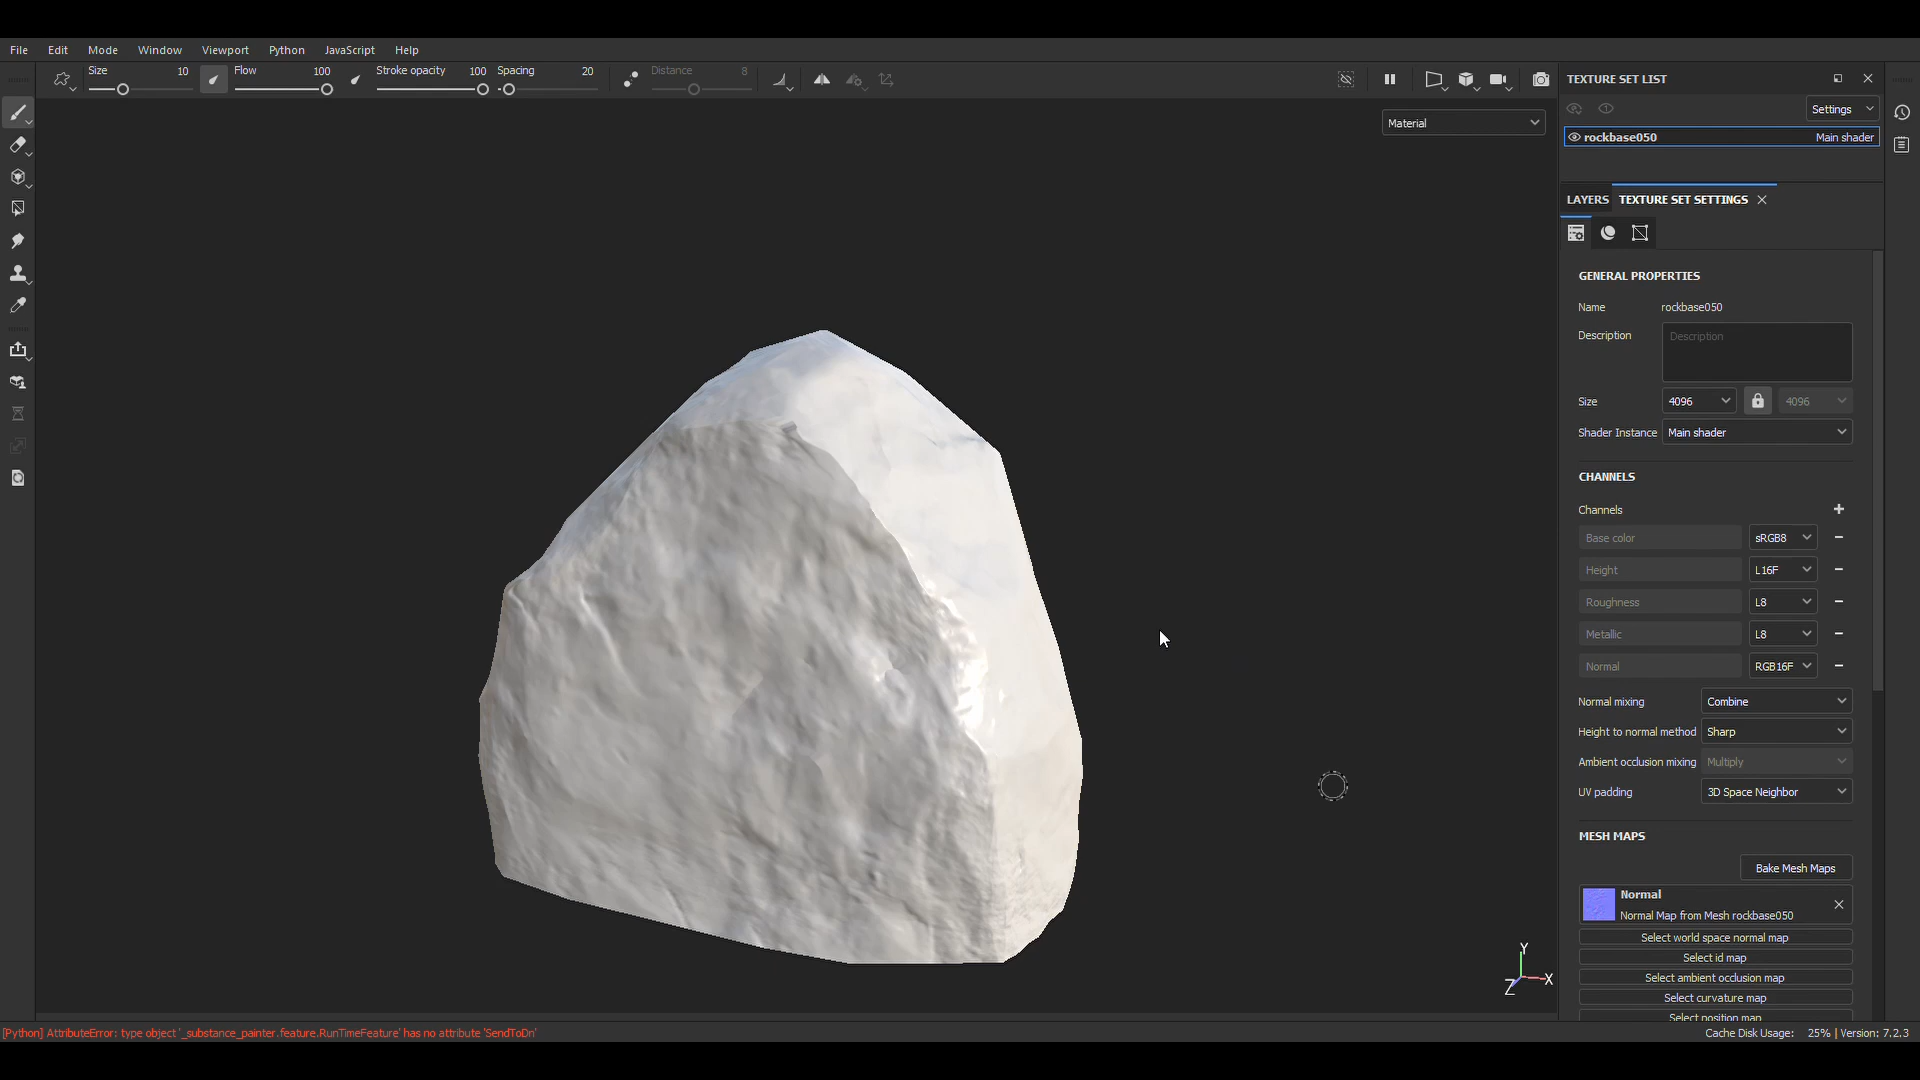 File Edit Mode Window Viewport Python JavaScript Help
Size 10 Flow 100 Stroke opacity 100 Spacing 20 Distance 8
Material
TEXTURE SET LIST
Settings
rockbase050 Main shader
LAYERS TEXTURE SET SETTINGS
GENERAL PROPERTIES
Name rockbase050
Description Description
Size 4096 4096
Shader Instance Main shader
CHANNELS
Channels
Base color sRGB8
Height L16F
Roughness L8
Metallic L8
Normal RGB16F
Normal mixing Combine
Height to normal method Sharp
Ambient occlusion mixing Multiply
UV padding 3D Space Neighbor
MESH MAPS
Bake Mesh Maps
Normal
Normal Map from Mesh rockbase050
Select world space normal map
Select id map
Select ambient occlusion map
Select curvature map
Select position map
Y
X
Z
[Python] AttributeError: type object '_substance_painter.feature.RunTimeFeature' has no attribute 'SendToDn'
Cache Disk Usage: 25% | Version: 7.2.3